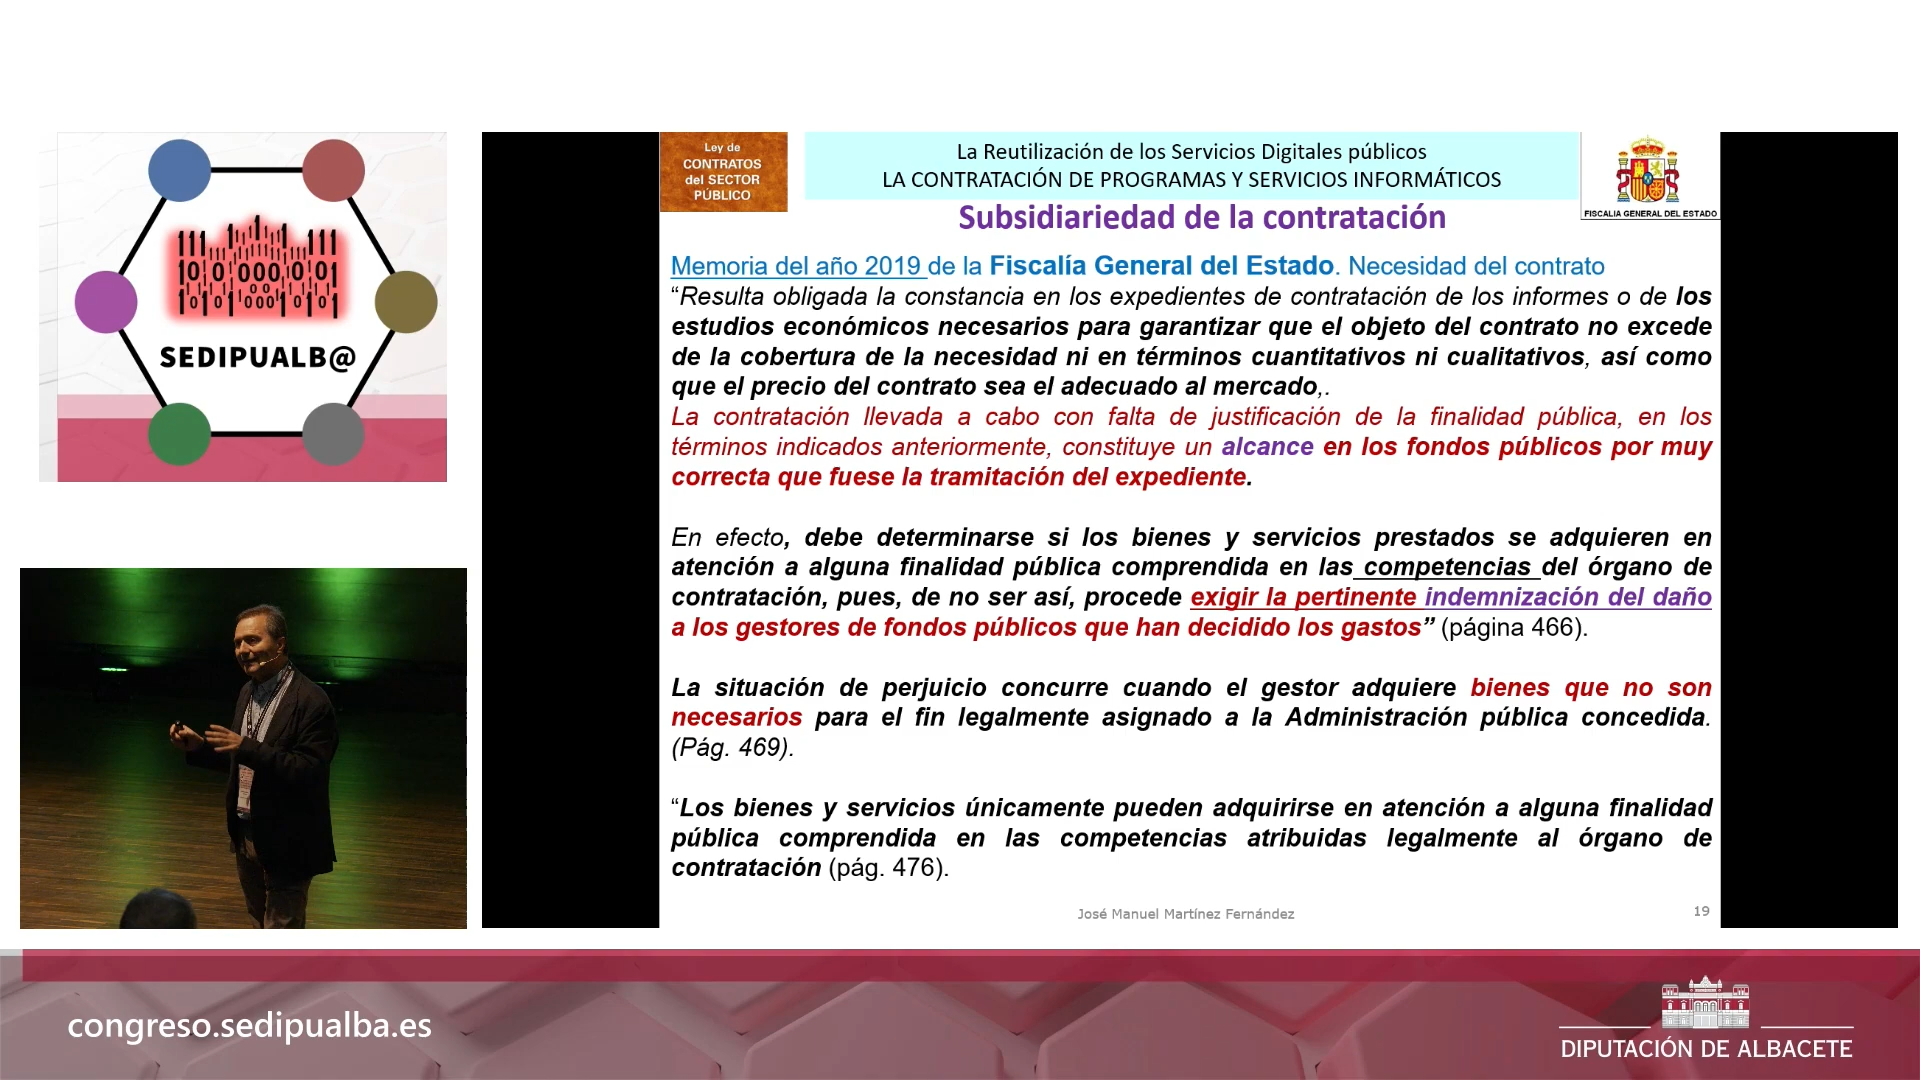 SEDIPUALB@
Ley de
CONTRATOS
del SECTOR
PÚBLICO
La Reutilización de los Servicios Digitales públicos
LA CONTRATACIÓN DE PROGRAMAS Y SERVICIOS INFORMÁTICOS
FISCALIA GENERAL DEL ESTADO
Subsidiariedad de la contratación
Memoria del año 2019 de la Fiscalía General del Estado. Necesidad del contrato
“Resulta obligada la constancia en los expedientes de contratación de los informes o de los
estudios económicos necesarios para garantizar que el objeto del contrato no excede
de la cobertura de la necesidad ni en términos cuantitativos ni cualitativos, así como
que el precio del contrato sea el adecuado al mercado,.
La contratación llevada a cabo con falta de justificación de la finalidad pública, en los
términos indicados anteriormente, constituye un alcance en los fondos públicos por muy
correcta que fuese la tramitación del expediente.
En efecto, debe determinarse si los bienes y servicios prestados se adquieren en
atención a alguna finalidad pública comprendida en las competencias del órgano de
contratación, pues, de no ser así, procede exigir la pertinente indemnización del daño
a los gestores de fondos públicos que han decidido los gastos” (página 466).
La situación de perjuicio concurre cuando el gestor adquiere bienes que no son
necesarios para el fin legalmente asignado a la Administración pública concedida.
(Pág. 469).
“Los bienes y servicios únicamente pueden adquirirse en atención a alguna finalidad
pública comprendida en las competencias atribuidas legalmente al órgano de
contratación (pág. 476).
José Manuel Martínez Fernández
19
congreso.sedipualba.es
DIPUTACIÓN DE ALBACETE